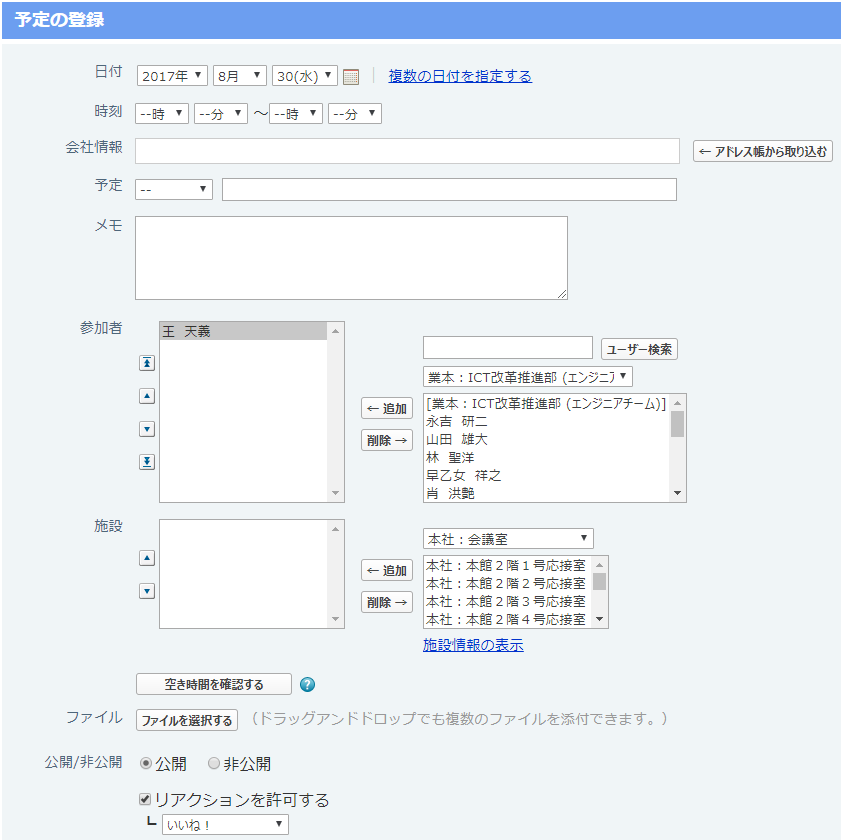 予定の登録
日付 2017年 8月 30(水) 複数の日付を指定する
時刻 --時 --分 ～ --時 --分
会社情報 ← アドレス帳から取り込む
予定 --
メモ
参加者 王 天義
ユーザー検索
業本：ICT改革推進部 (エンジニア
← 追加
削除 →
[業本：ICT改革推進部 (エンジニアチーム)]
永吉 研二
山田 雄大
林 聖洋
早乙女 祥之
肖 洪艶
施設 本社：会議室
← 追加
削除 →
本社：本館２階１号応接室
本社：本館２階２号応接室
本社：本館２階３号応接室
本社：本館２階４号応接室
施設情報の表示
空き時間を確認する ?
ファイル ファイルを選択する （ドラッグアンドドロップでも複数のファイルを添付できます。）
公開/非公開 公開 非公開
リアクションを許可する
いいね！